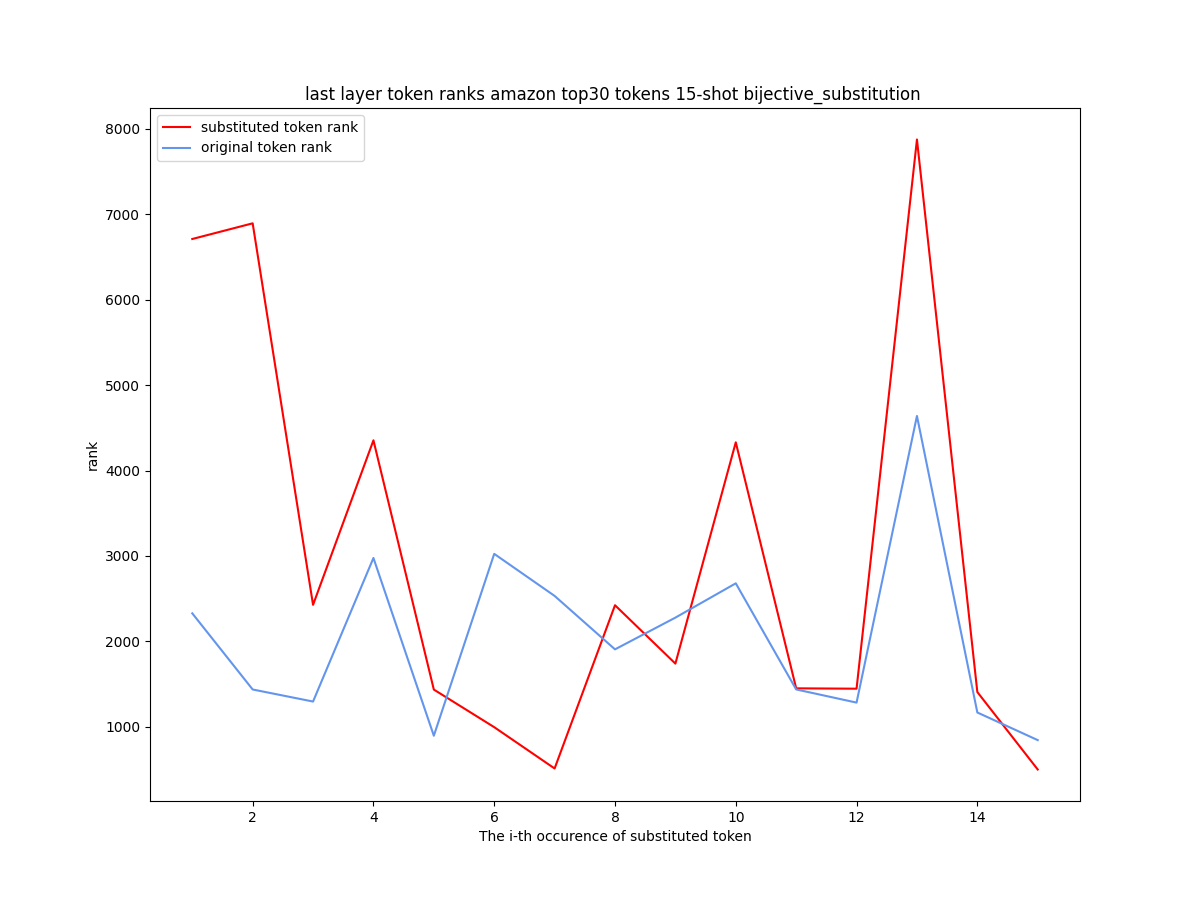 last layer token ranks amazon top30 tokens 15-shot bijective_substitution
substituted token rank
original token rank
8000
7000
6000
5000
4000
3000
2000
1000
rank
2 4 6 8 10 12 14
The i-th occurence of substituted token